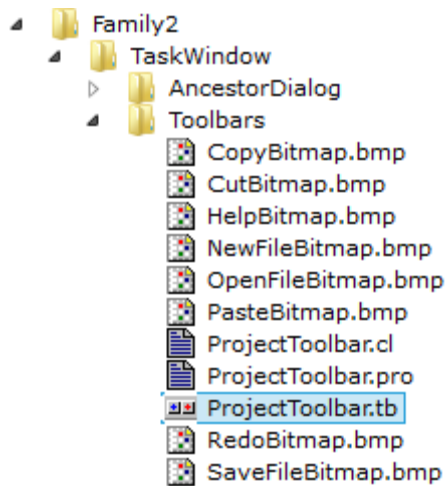 Family2
TaskWindow
AncestorDialog
Toolbars
CopyBitmap.bmp
CutBitmap.bmp
HelpBitmap.bmp
NewFileBitmap.bmp
OpenFileBitmap.bmp
PasteBitmap.bmp
ProjectToolbar.cl
ProjectToolbar.pro
ProjectToolbar.tb
RedoBitmap.bmp
SaveFileBitmap.bmp